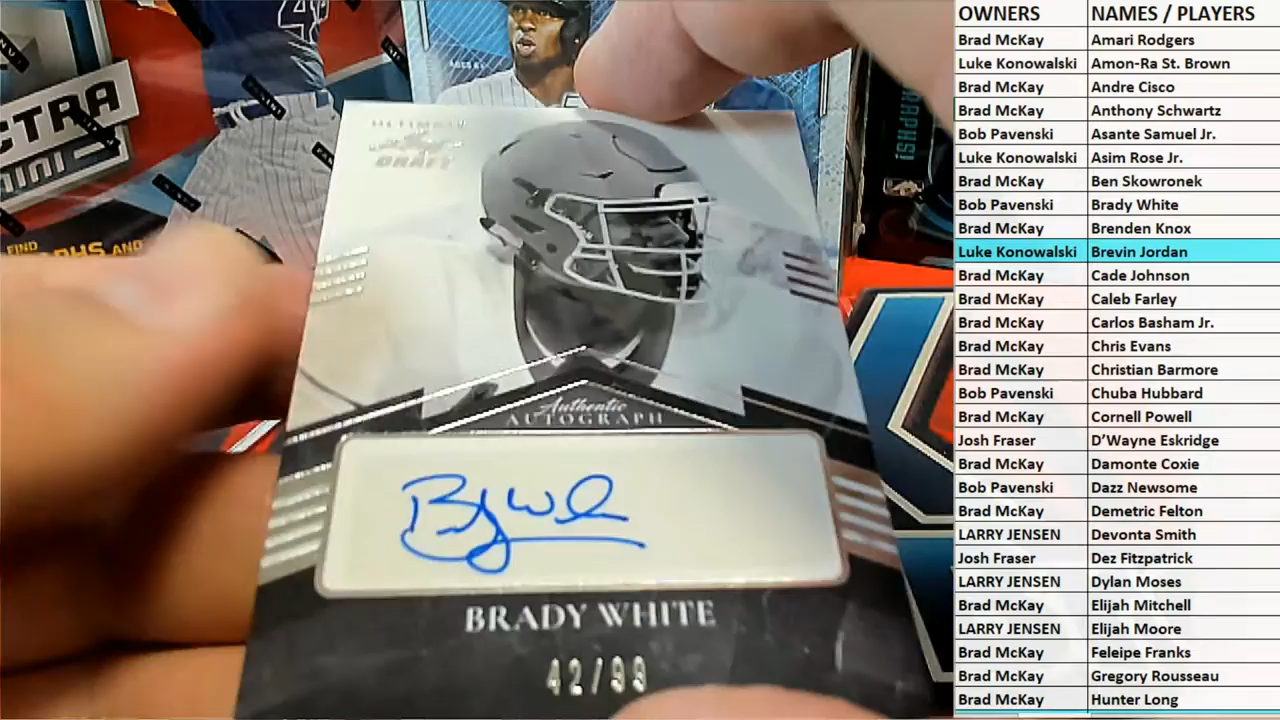 CTRA
MINI
FIND
PHS AND
DRAFT
Authentic
AUTOGRAPH
BRADY WHITE
42/99
OWNERS NAMES / PLAYERS
Brad McKay Amari Rodgers
Luke Konowalski Amon-Ra St. Brown
Brad McKay Andre Cisco
Brad McKay Anthony Schwartz
Bob Pavenski Asante Samuel Jr.
Luke Konowalski Asim Rose Jr.
Brad McKay Ben Skowronek
Bob Pavenski Brady White
Brad McKay Brenden Knox
Luke Konowalski Brevin Jordan
Brad McKay Cade Johnson
Brad McKay Caleb Farley
Brad McKay Carlos Basham Jr.
Brad McKay Chris Evans
Brad McKay Christian Barmore
Bob Pavenski Chuba Hubbard
Brad McKay Cornell Powell
Josh Fraser D’Wayne Eskridge
Brad McKay Damonte Coxie
Bob Pavenski Dazz Newsome
Brad McKay Demetric Felton
LARRY JENSEN Devonta Smith
Josh Fraser Dez Fitzpatrick
LARRY JENSEN Dylan Moses
Brad McKay Elijah Mitchell
LARRY JENSEN Elijah Moore
Brad McKay Feleipe Franks
Brad McKay Gregory Rousseau
Brad McKay Hunter Long